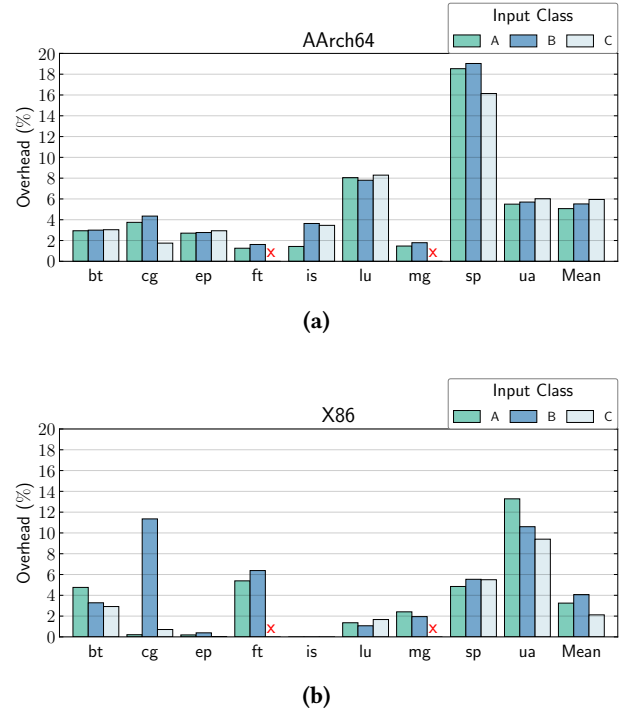 Input Class
A B C
AArch64
20
18
16
14
12
10
8
6
4
2
0
Overhead (%)
x x
bt cg ep ft is lu mg sp ua Mean
(a)
Input Class
A B C
X86
20
18
16
14
12
10
8
6
4
2
0
Overhead (%)
x x
bt cg ep ft is lu mg sp ua Mean
(b)